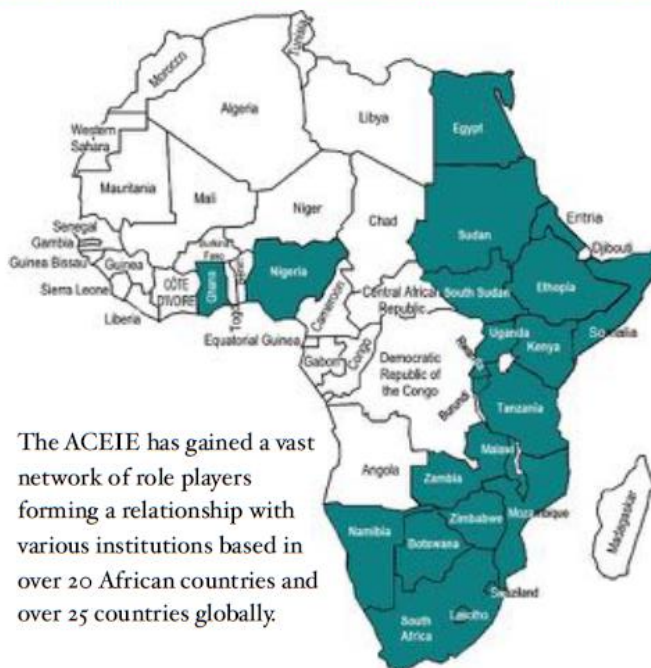 Tunisia
Morocco
Algeria
Libya
Egypt
Western
Sahara
Mauritania
Mali
Niger
Chad
Sudan
Eritria
Djibouti
Senegal
Gambia
Guinea Bissau
Guinea
Sierra Leone
Liberia
CÔTE
D'IVOIRE
Burkina
Faso
Ghana
Togo
Benin
Nigeria
Cameroon
Central African
Republic
South Sudan
Ethopia
Somalia
Equatorial Guinea
Gabon
Congo
Democratic
Republic of
the Congo
Uganda
Kenya
Burundi
Tanzania
Angola
Zambia
Malawi
Mozambique
Zimbabwe
Namibia
Botswana
Swaziland
Lesotho
South
Africa
Madagaskar
The ACEIE has gained a vast
network of role players
forming a relationship with
various institutions based in
over 20 African countries and
over 25 countries globally.